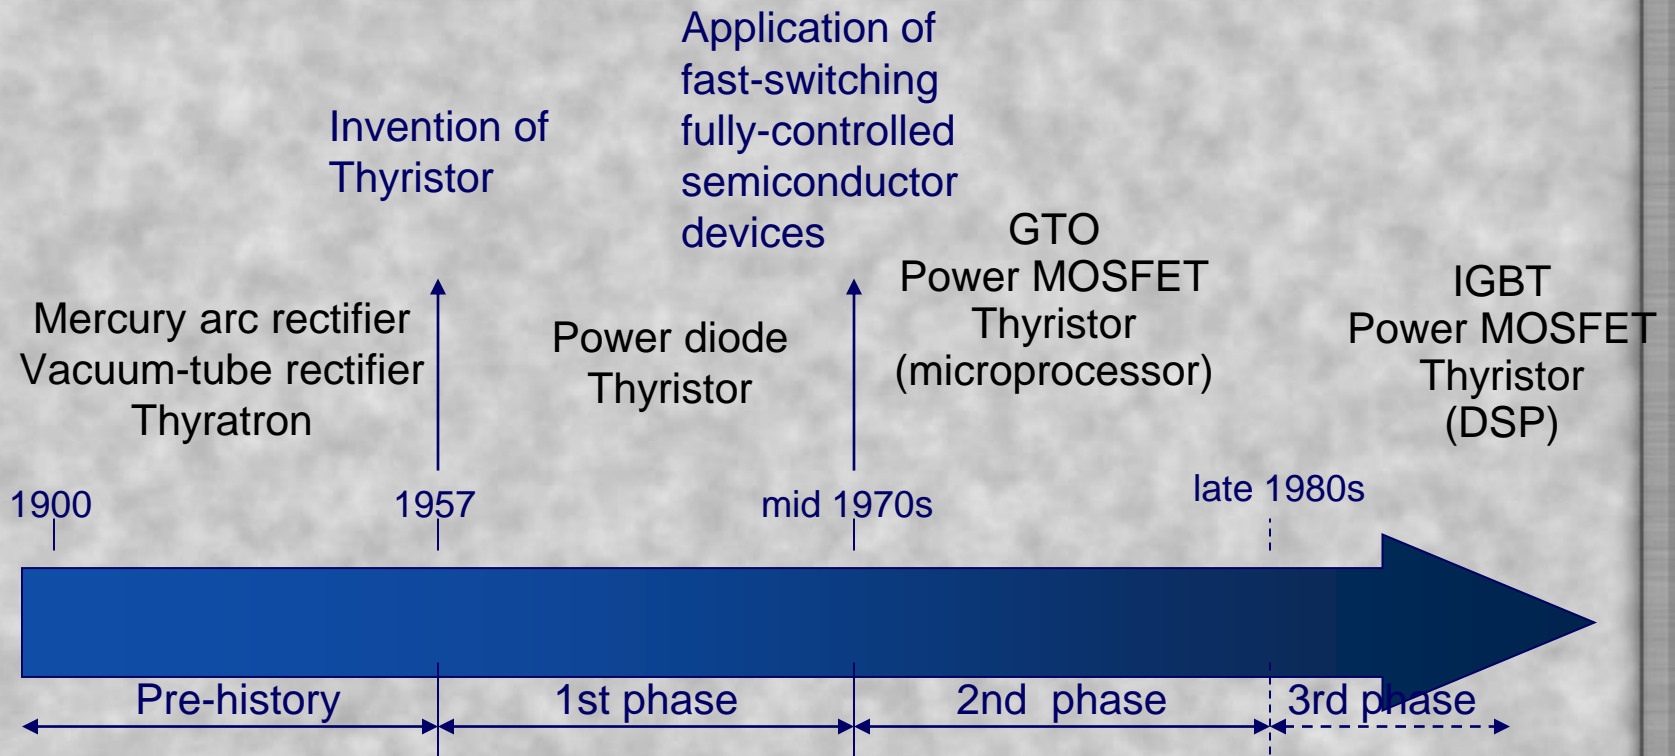 Application of
fast-switching
fully-controlled
semiconductor
devices
Invention of
Thyristor
Mercury arc rectifier
Vacuum-tube rectifier
Thyratron
Power diode
Thyristor
GTO
Power MOSFET
Thyristor
(microprocessor)
IGBT
Power MOSFET
Thyristor
(DSP)
1900
1957
mid 1970s
late 1980s
Pre-history
1st phase
2nd phase
3rd phase